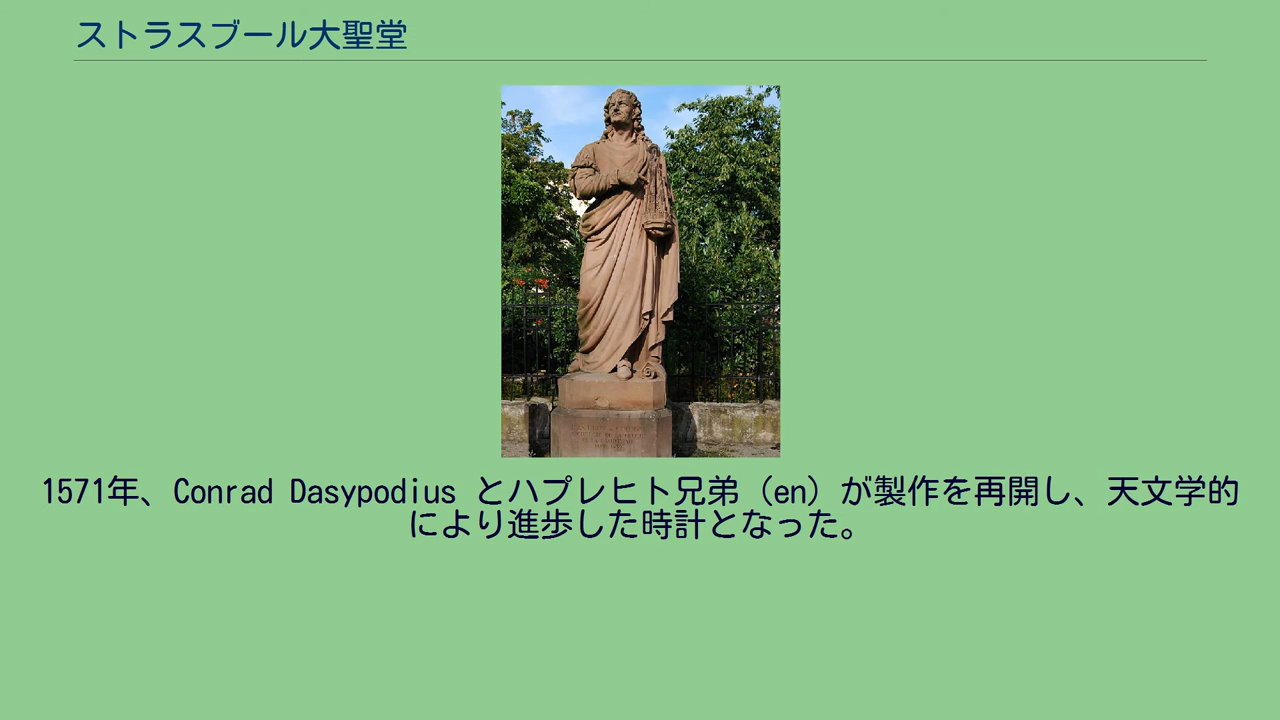 ストラスブール大聖堂
1571年、Conrad Dasypodius とハプレヒト兄弟（en）が製作を再開し、天文学的
により進歩した時計となった。